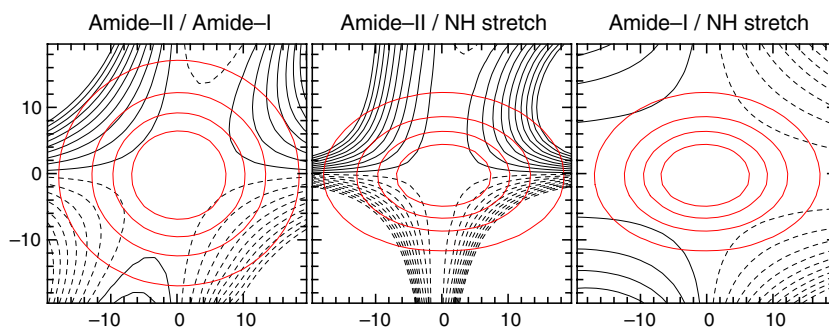 Amide–II / Amide–I Amide–II / NH stretch Amide–I / NH stretch
10
0
−10
−10 0 10 −10 0 10 −10 0 10